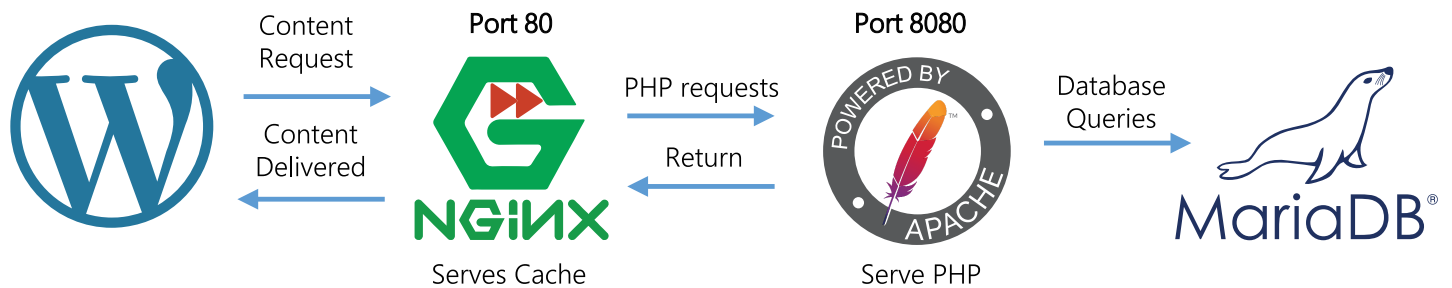 Content
Request
Content
Delivered
Port 80
NGiNX
Serves Cache
PHP requests
Return
Port 8080
POWERED BY
APACHE
TM
Serve PHP
Database
Queries
MariaDB®